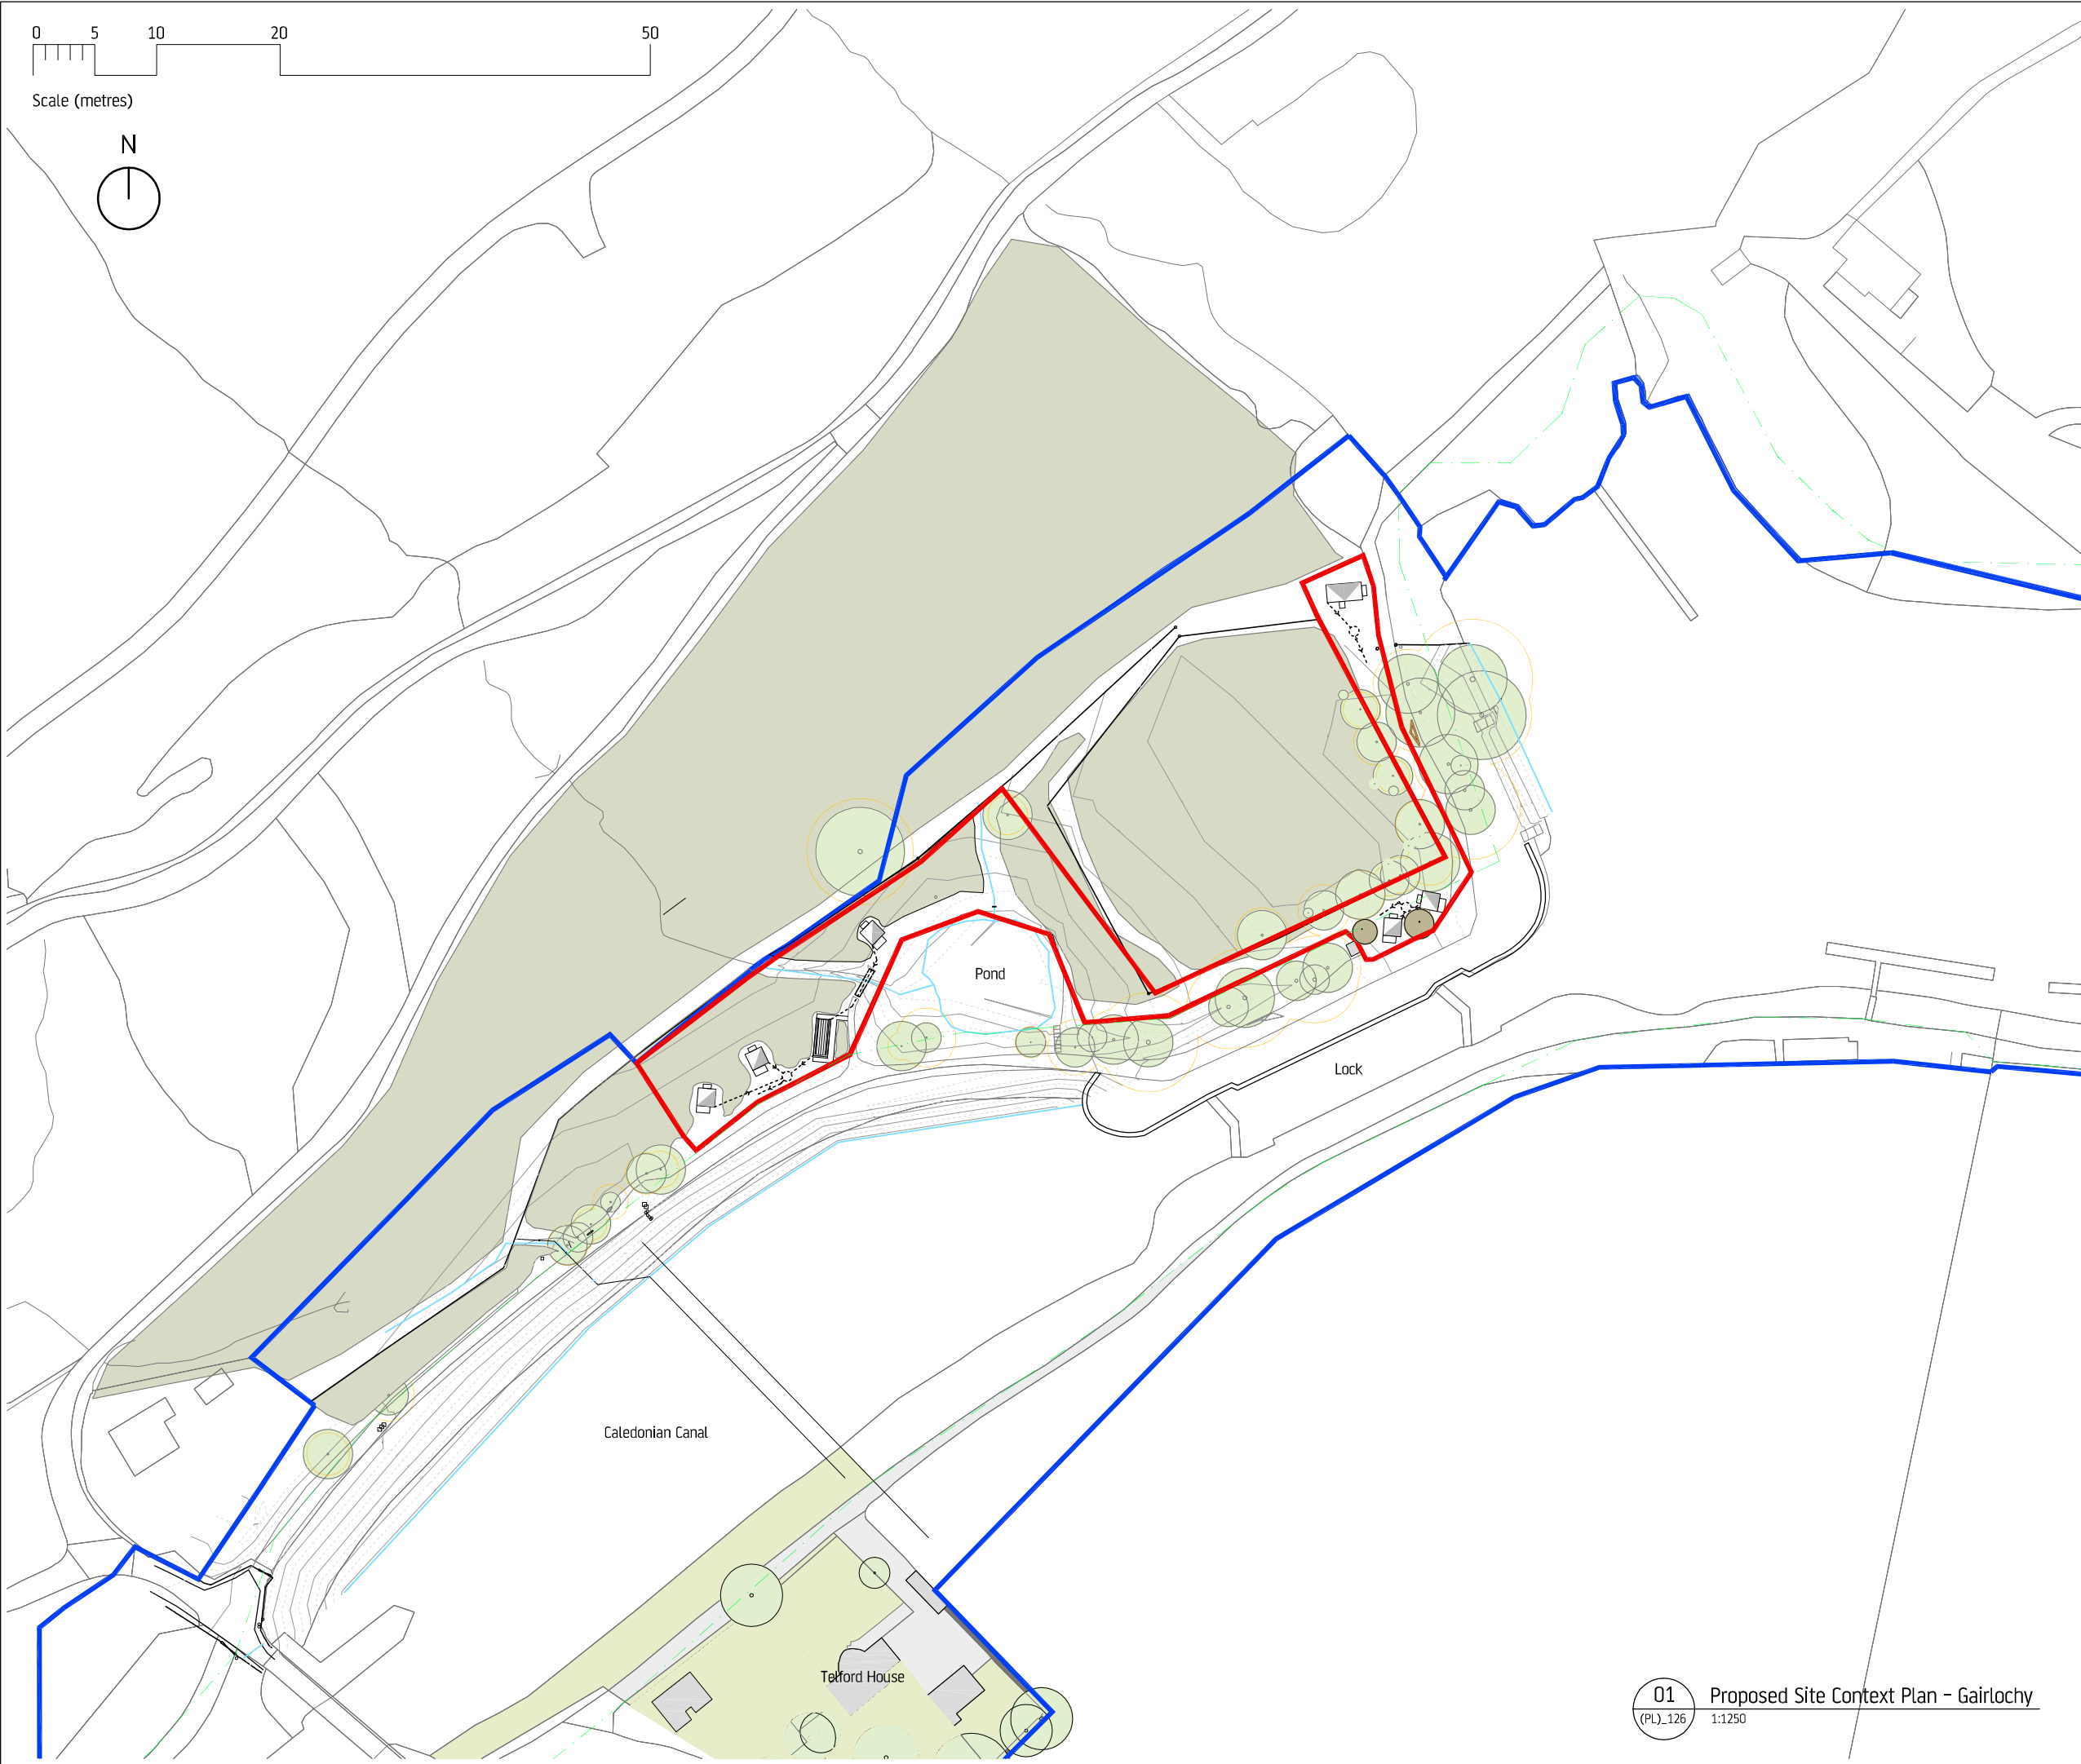 0 5 10 20 50
Scale (metres)
N
Pond
Lock
Caledonian Canal
Telford House
01 Proposed Site Context Plan - Gairlochy
(PL)_126 1:1250